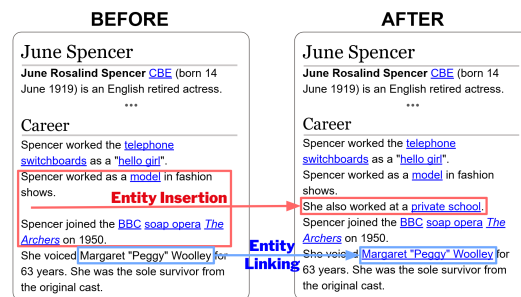 BEFORE
June Spencer
June Rosalind Spencer CBE (born 14
June 1919) is an English retired actress.
...
Career
Spencer worked the telephone
switchboards as a "hello girl".
Spencer worked as a model in fashion
shows.
Entity Insertion
Spencer joined the BBC soap opera The
Archers on 1950.
She voiced Margaret "Peggy" Woolley for
63 years. She was the sole survivor from
the original cast.
Entity
Linking
AFTER
June Spencer
June Rosalind Spencer CBE (born 14
June 1919) is an English retired actress.
...
Career
Spencer worked the telephone
switchboards as a "hello girl".
Spencer worked as a model in fashion
shows.
She also worked at a private school.
Spencer joined the BBC soap opera The
Archers on 1950.
She voiced Margaret "Peggy" Woolley for
63 years. She was the sole survivor from
the original cast.